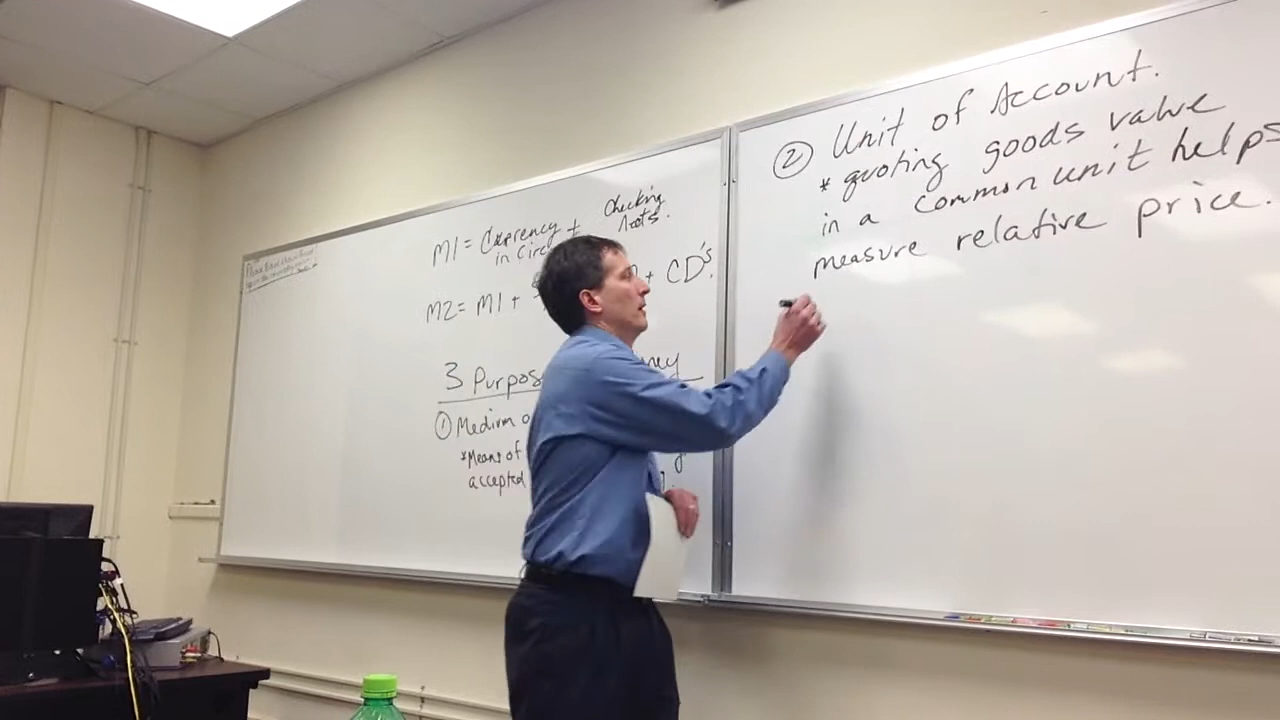 M1 = Currency + Checking
in Circ Accts.
M2 = M1 + + CD's.
3 Purpos ney
① Medium o
*Means of
accepted
② Unit of Account.
* quoting goods value
in a common unit helps
measure relative price.